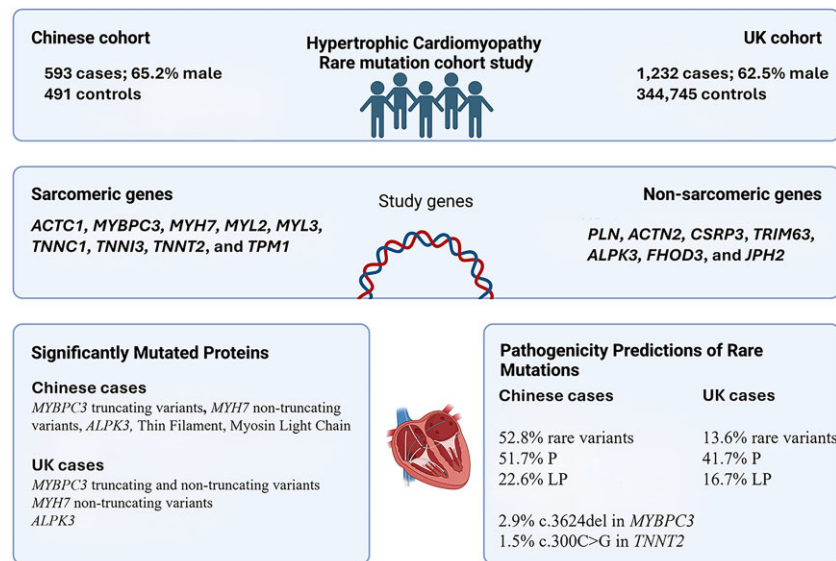 Chinese cohort
593 cases; 65.2% male
491 controls
Hypertrophic Cardiomyopathy
Rare mutation cohort study
UK cohort
1,232 cases; 62.5% male
344,745 controls
Sarcomeric genes
ACTC1, MYBPC3, MYH7, MYL2, MYL3,
TNNC1, TNNI3, TNNT2, and TPM1
Study genes
Non-sarcomeric genes
PLN, ACTN2, CSRP3, TRIM63,
ALPK3, FHOD3, and JPH2
Significantly Mutated Proteins
Chinese cases
MYBPC3 truncating variants, MYH7 non-truncating
variants, ALPK3, Thin Filament, Myosin Light Chain
UK cases
MYBPC3 truncating and non-truncating variants
MYH7 non-truncating variants
ALPK3
Pathogenicity Predictions of Rare
Mutations
Chinese cases
52.8% rare variants
51.7% P
22.6% LP
2.9% c.3624del in MYBPC3
1.5% c.300C>G in TNNT2
UK cases
13.6% rare variants
41.7% P
16.7% LP